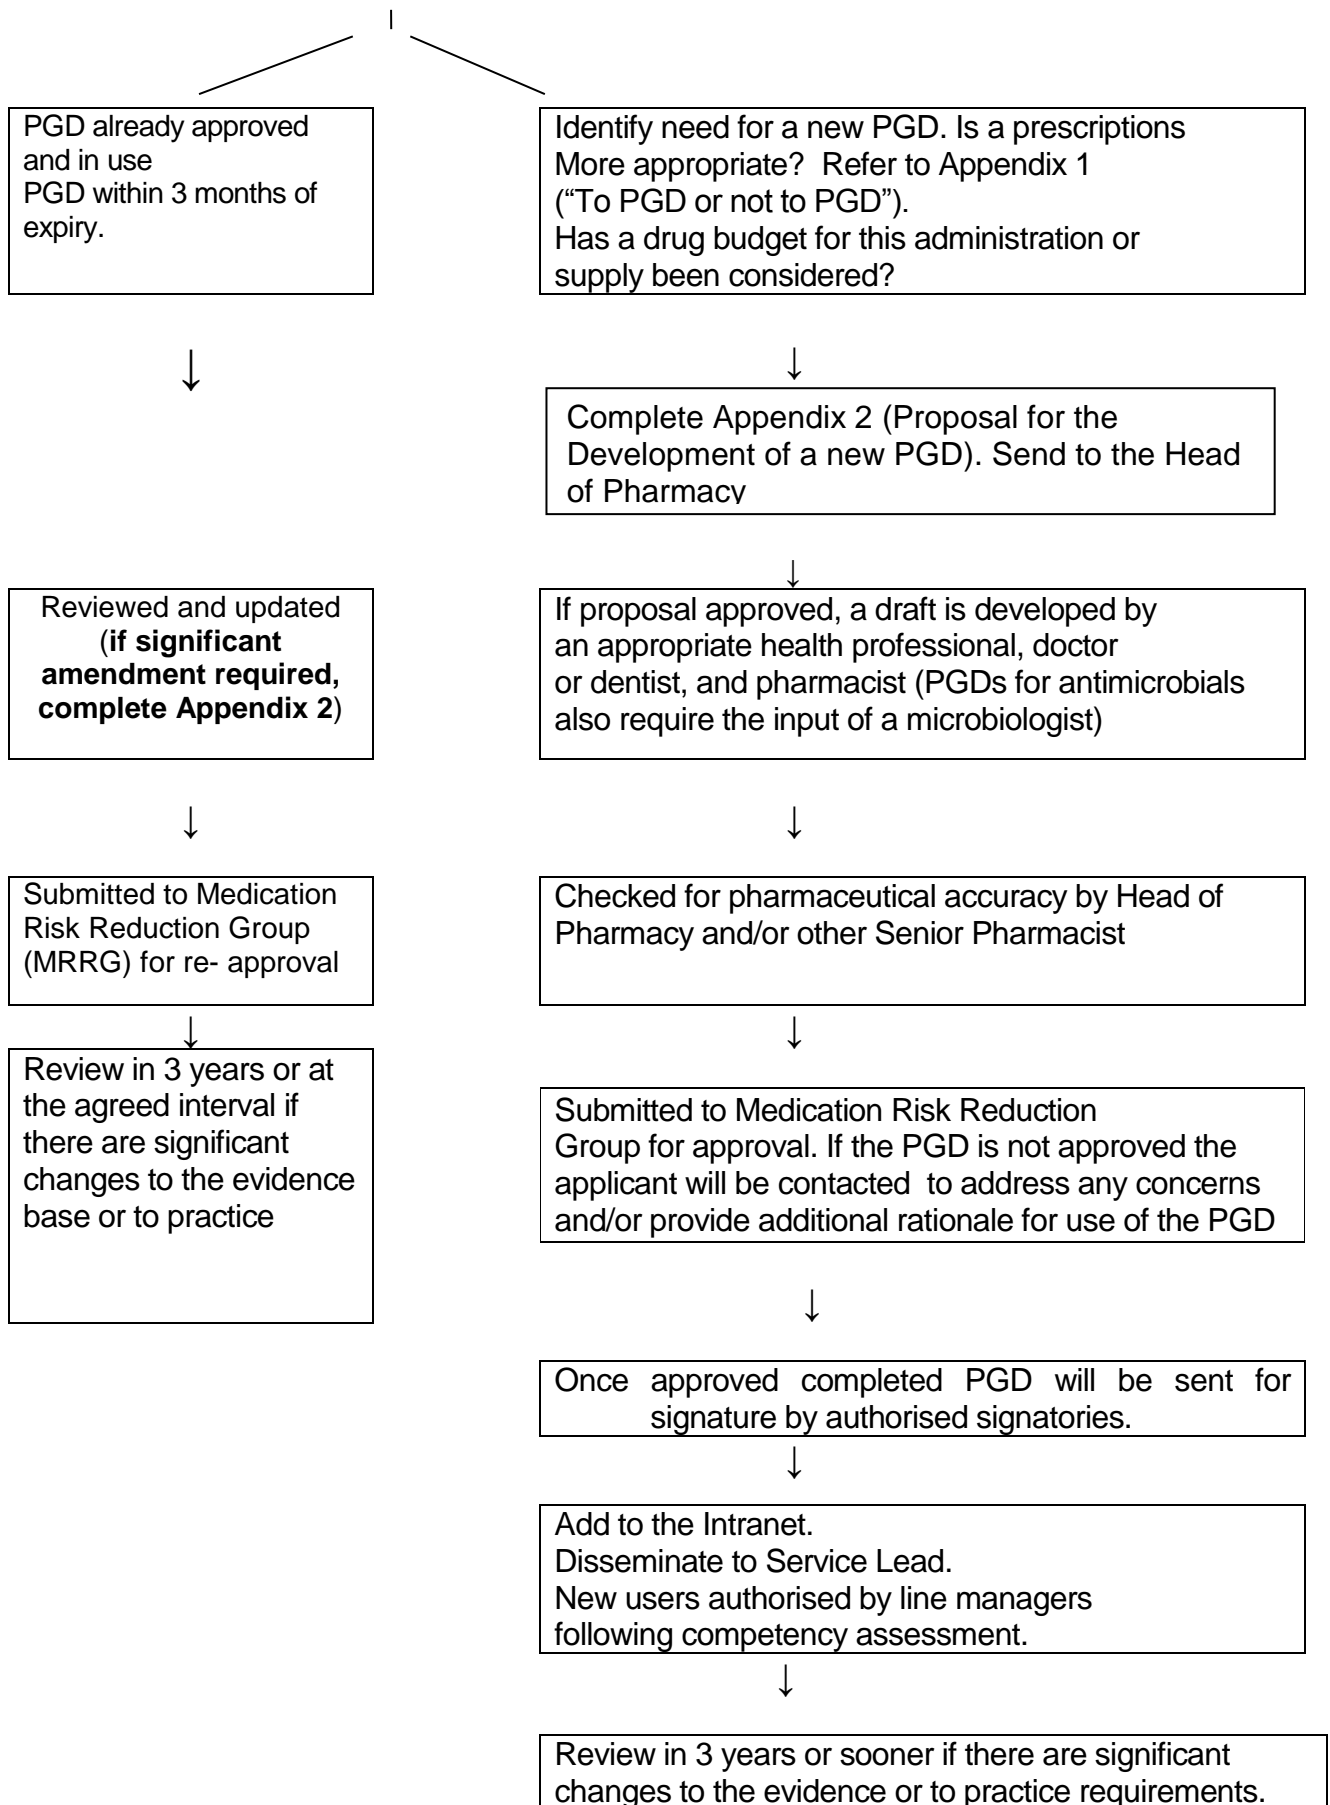 PGD already approved
and in use
PGD within 3 months of
expiry.
Identify need for a new PGD. Is a prescriptions
More appropriate?  Refer to Appendix 1
(“To PGD or not to PGD”).
Has a drug budget for this administration or
supply been considered?
↓
↓
Complete Appendix 2 (Proposal for the
Development of a new PGD). Send to the Head
of Pharmacy
↓
Reviewed and updated
(if significant
amendment required,
complete Appendix 2)
If proposal approved, a draft is developed by
an appropriate health professional, doctor
or dentist, and pharmacist (PGDs for antimicrobials
also require the input of a microbiologist)
↓
↓
Submitted to Medication
Risk Reduction Group
(MRRG) for re- approval
Checked for pharmaceutical accuracy by Head of
Pharmacy and/or other Senior Pharmacist
↓
↓
Review in 3 years or at
the agreed interval if
there are significant
changes to the evidence
base or to practice
Submitted to Medication Risk Reduction
Group for approval. If the PGD is not approved the
applicant will be contacted  to address any concerns
and/or provide additional rationale for use of the PGD
↓
Once approved completed PGD will be sent for
signature by authorised signatories.
↓
Add to the Intranet.
Disseminate to Service Lead.
New users authorised by line managers
following competency assessment.
↓
Review in 3 years or sooner if there are significant
changes to the evidence or to practice requirements.